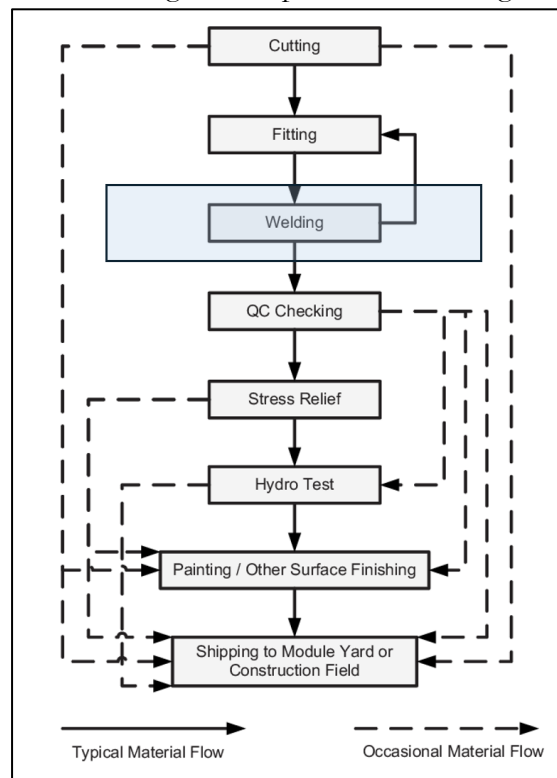 Cutting
Fitting
Welding
QC Checking
Stress Relief
Hydro Test
Painting / Other Surface Finishing
Shipping to Module Yard or
Construction Field
Typical Material Flow
Occasional Material Flow